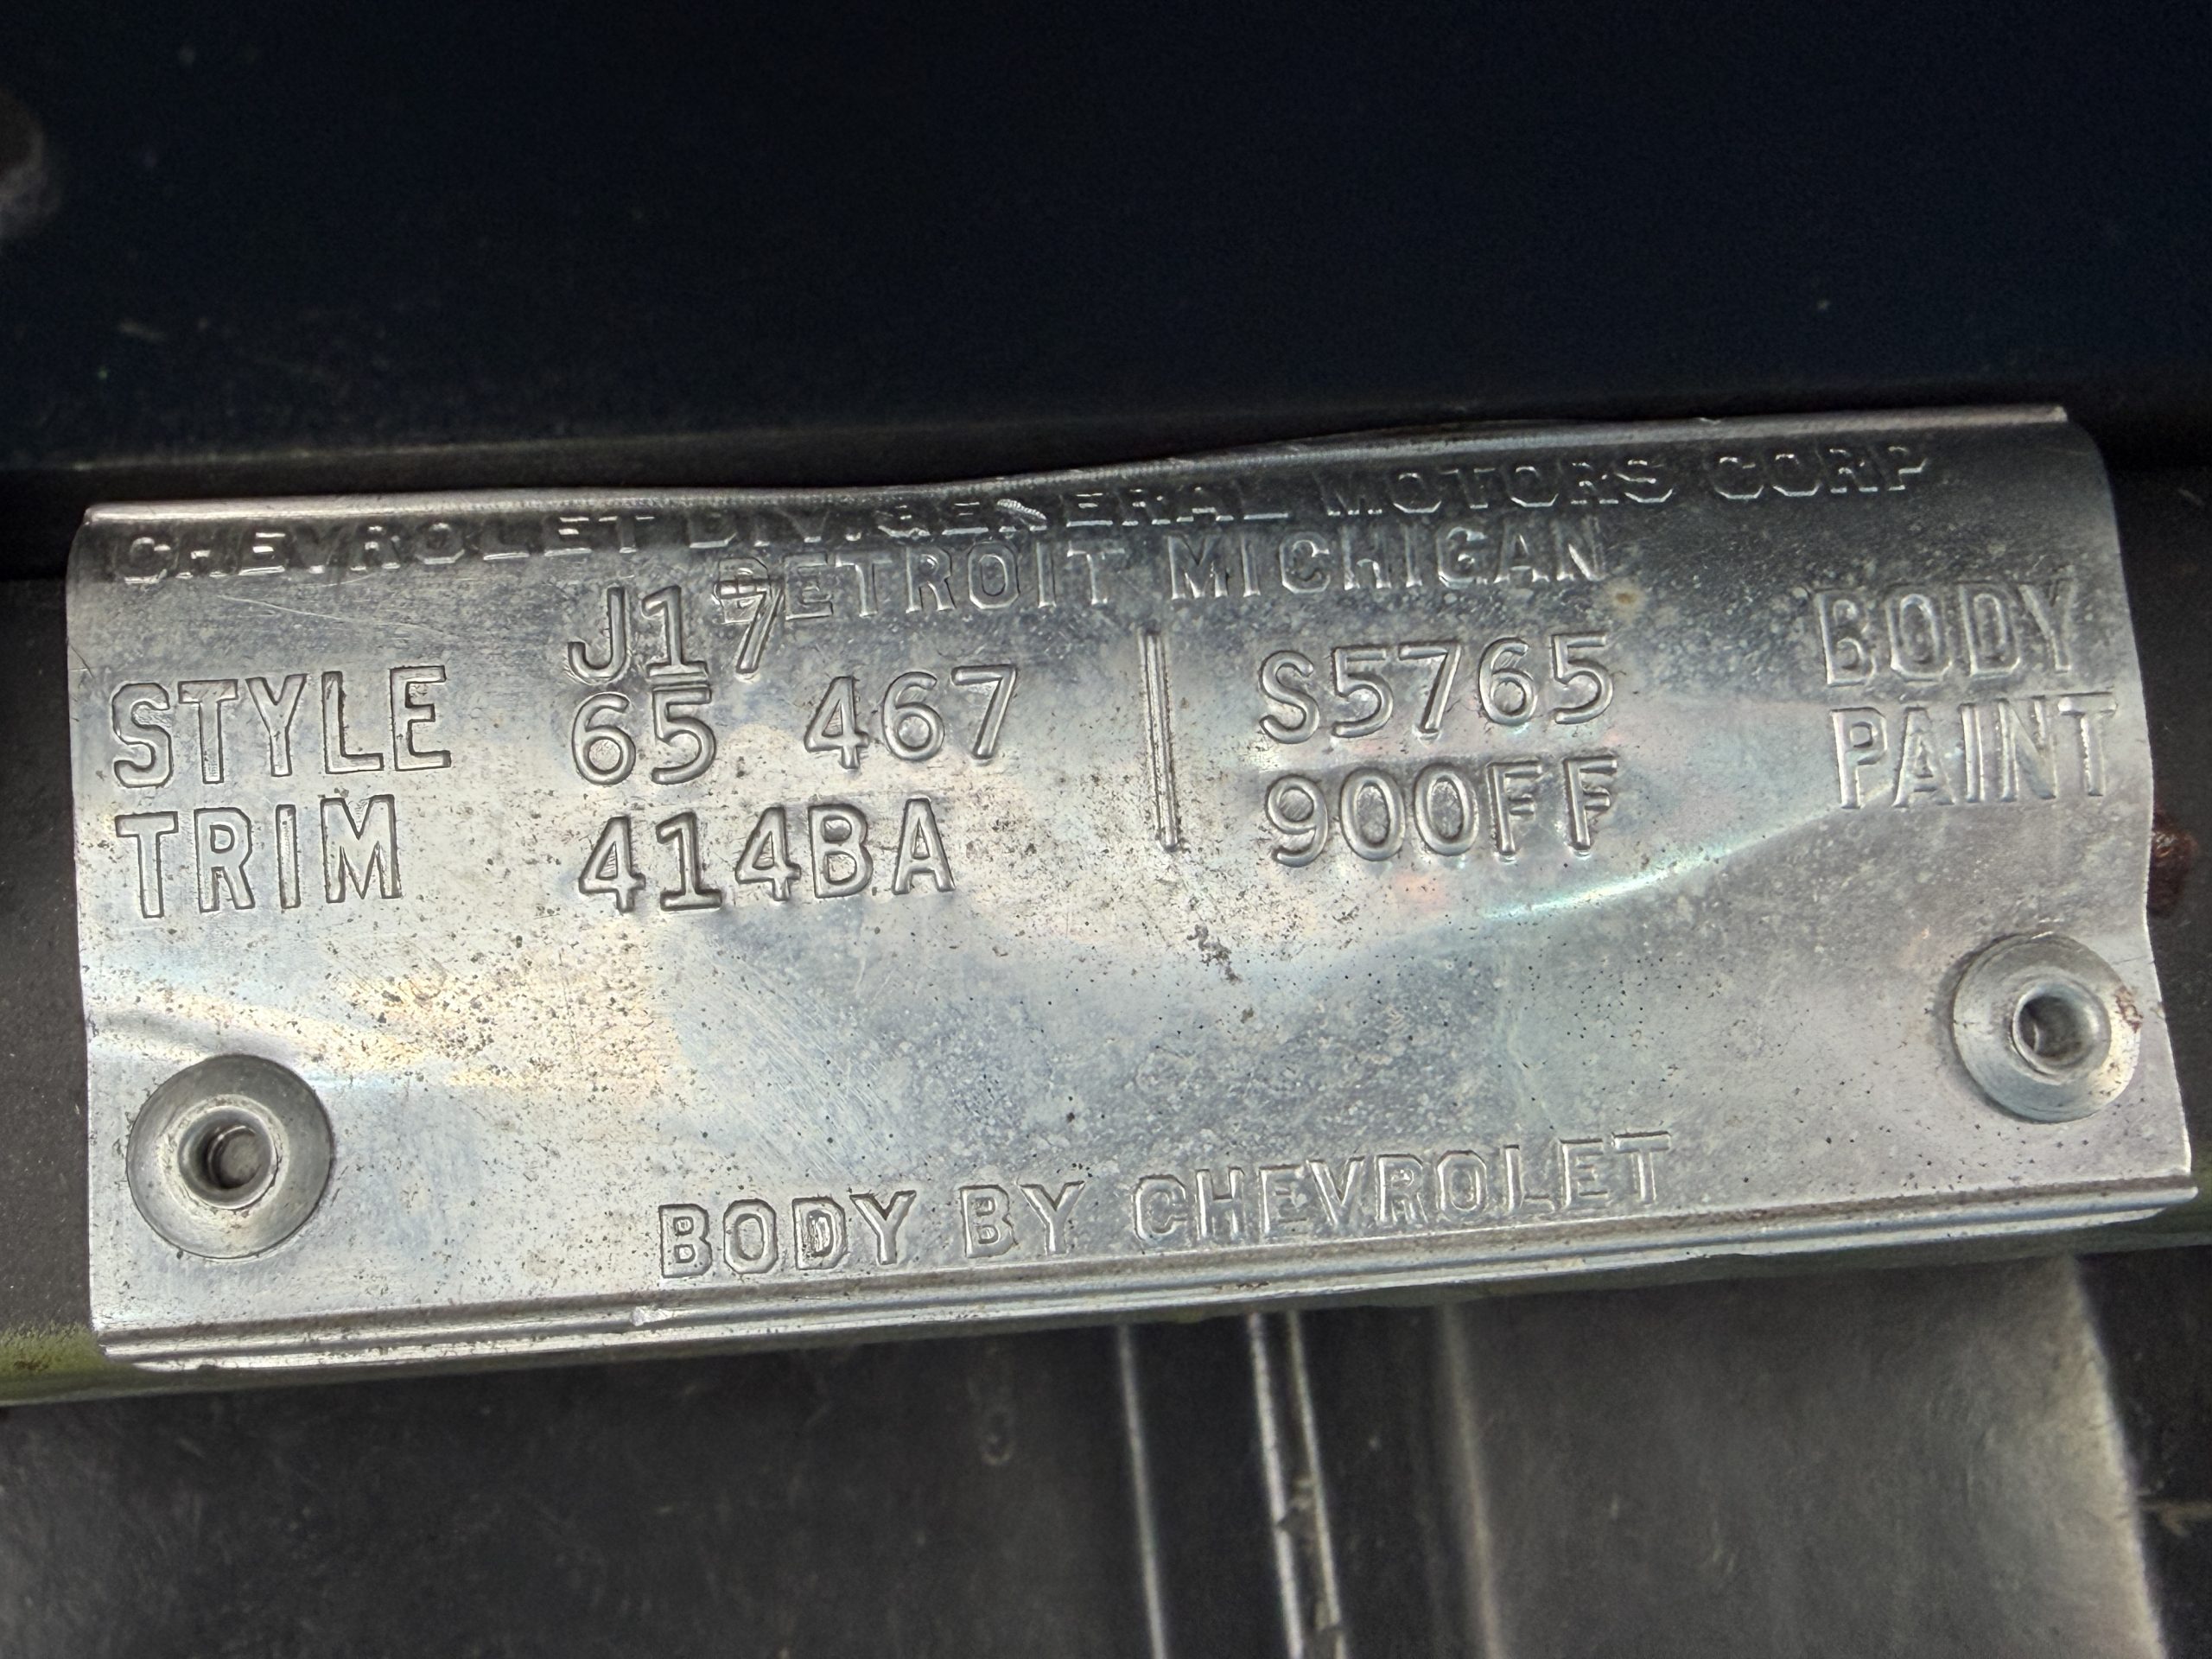 CHEVROLET DIV. GENERAL MOTORS CORP
DETROIT MICHIGAN
J17
STYLE 65 467 S5765 BODY
TRIM 414BA 900FF PAINT
BODY BY CHEVROLET